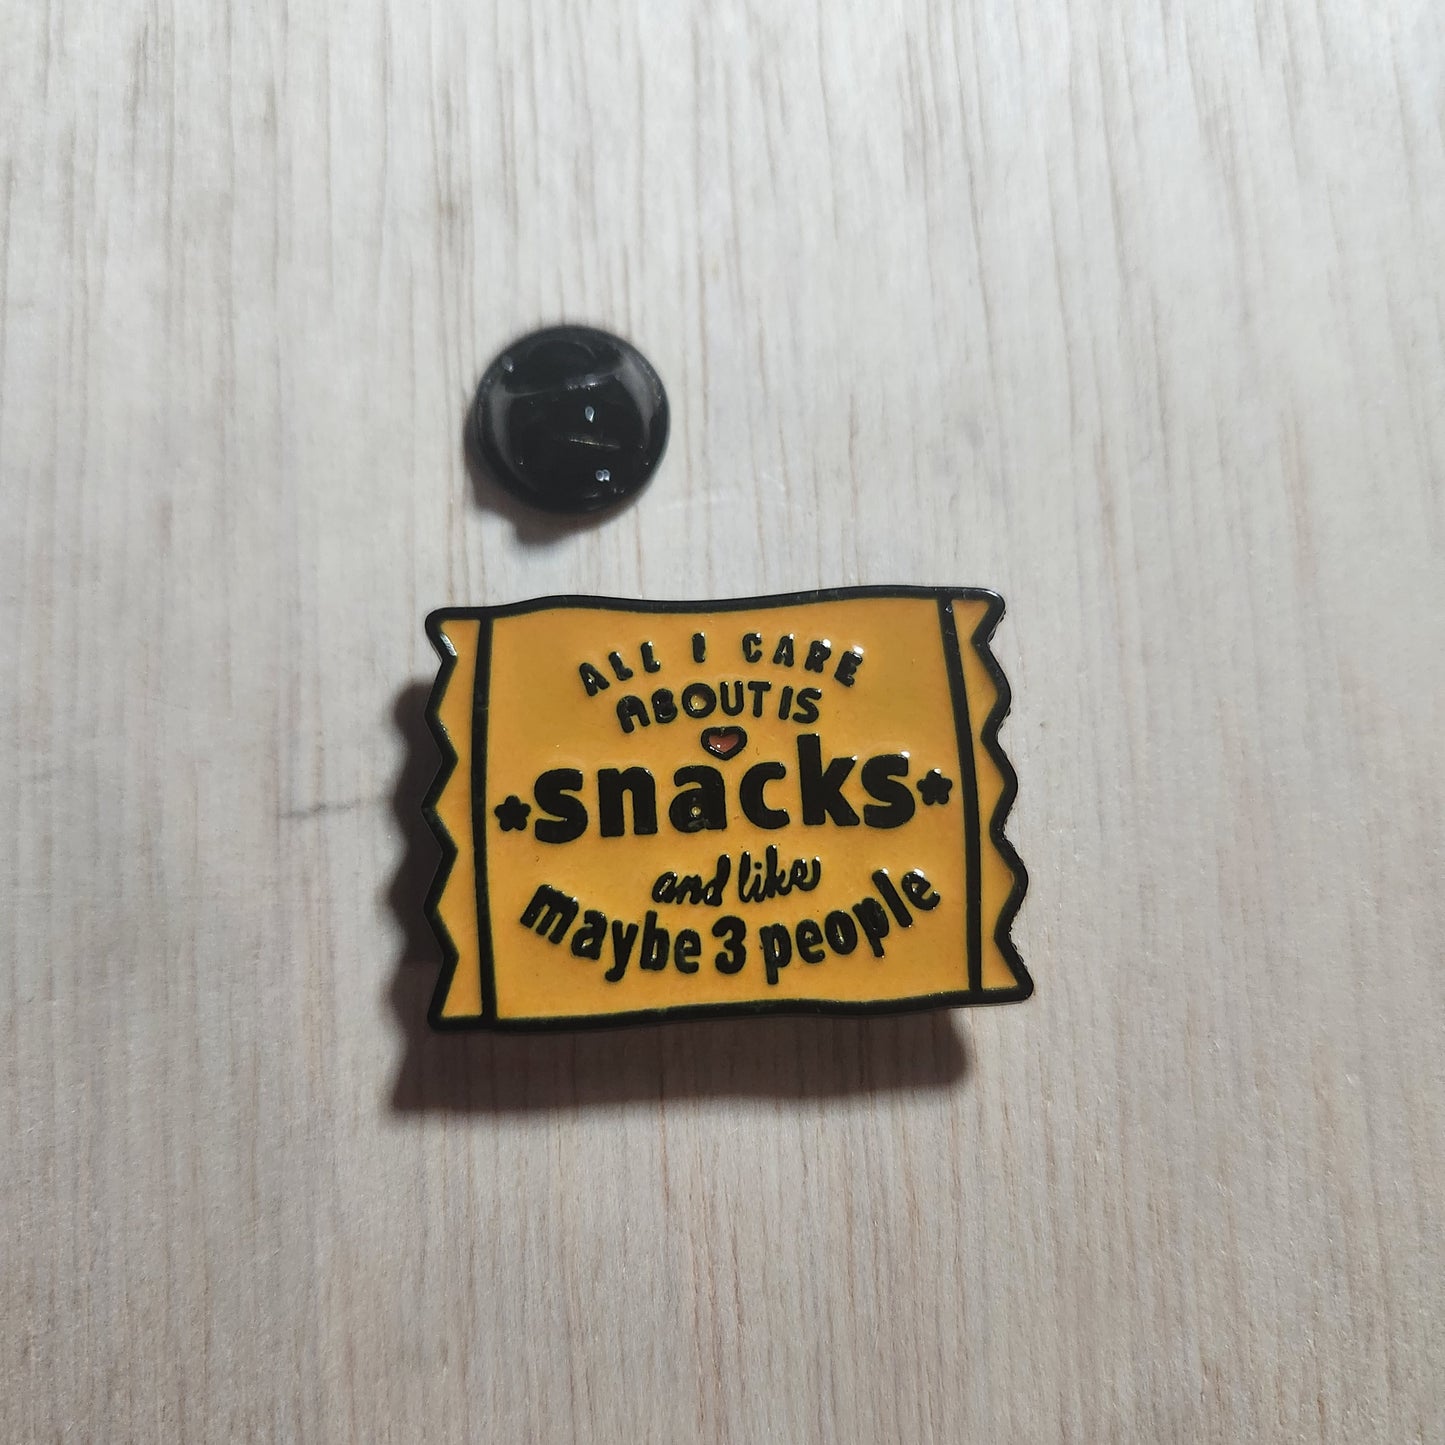 ALL I CARE
ABOUT IS
snacks
and like
maybe 3 people